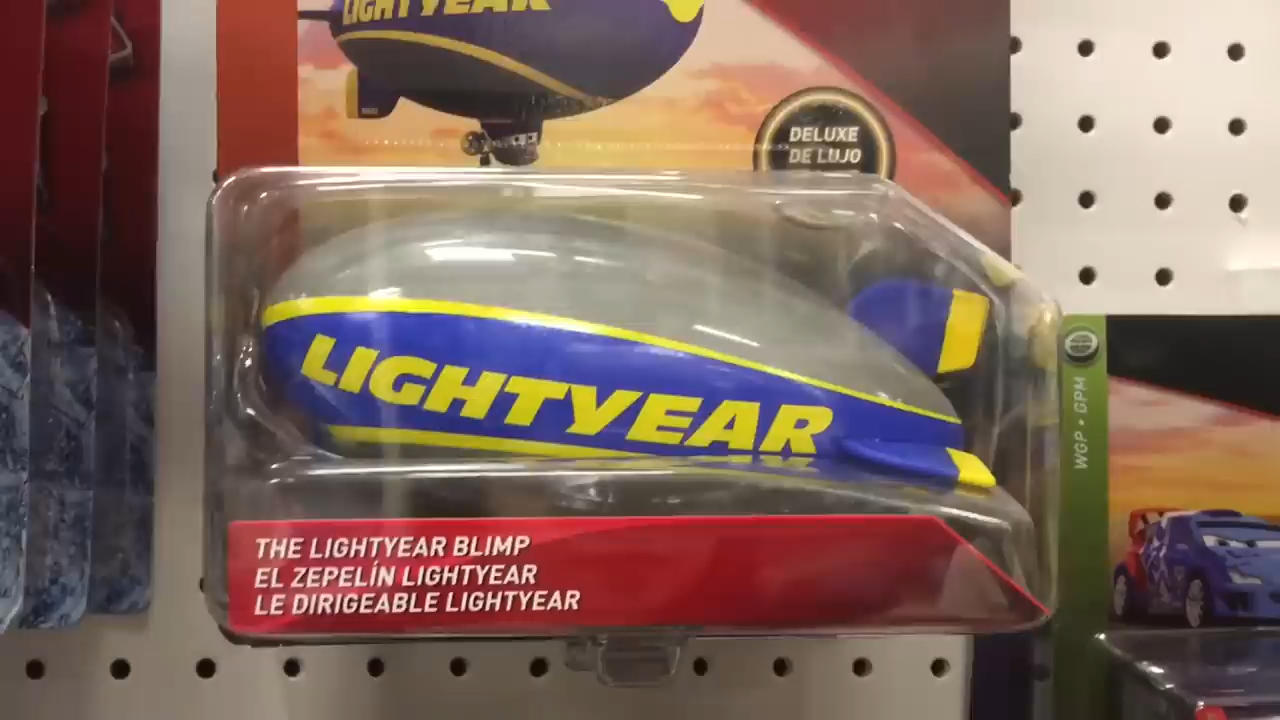 LIGHTYEAR
DELUXE
DE LUJO
LIGHTYEAR
WGP • GPM
THE LIGHTYEAR BLIMP
EL ZEPELÍN LIGHTYEAR
LE DIRIGEABLE LIGHTYEAR